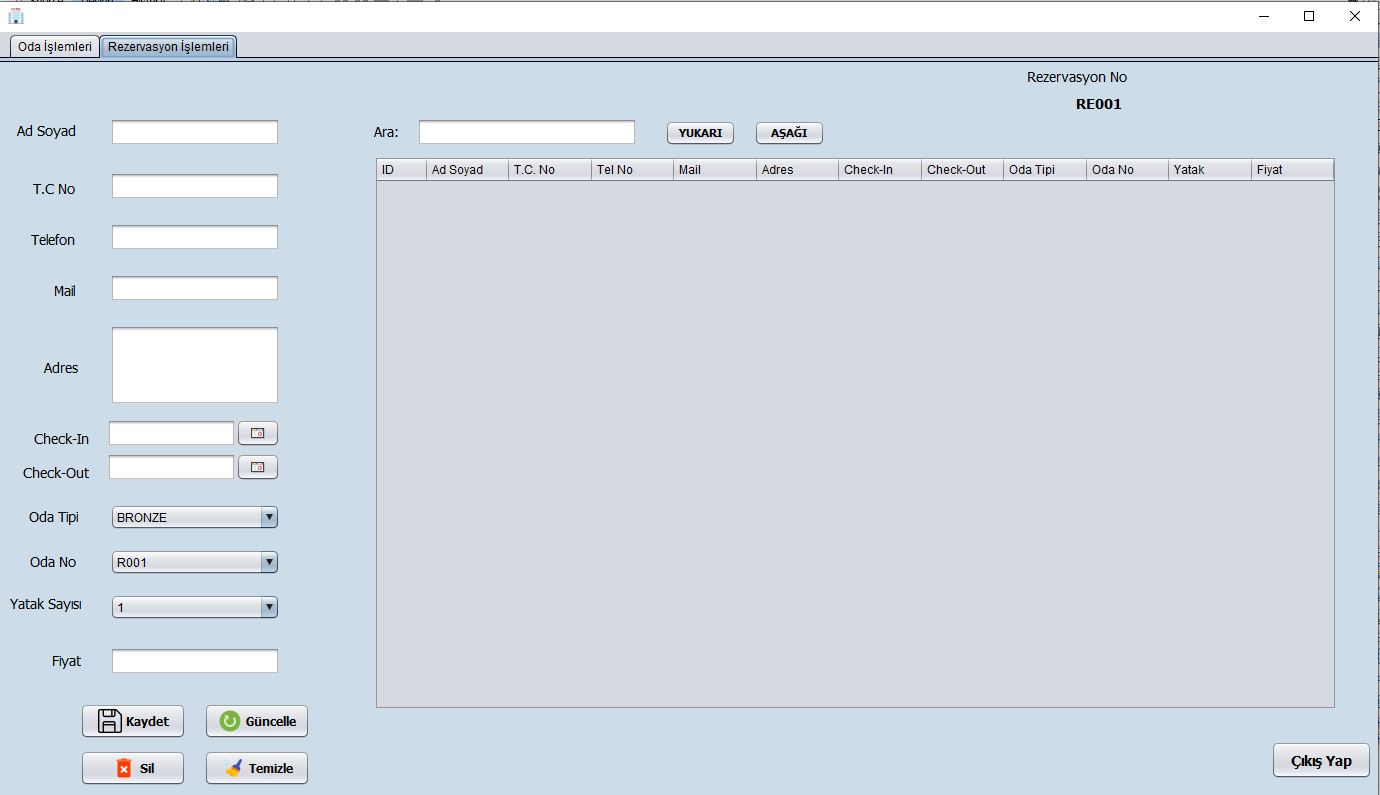 Oda İşlemleri Rezervasyon İşlemleri
Rezervasyon No
RE001
Ad Soyad
Ara:
YUKARI
AŞAĞI
ID Ad Soyad T.C. No Tel No Mail Adres Check-In Check-Out Oda Tipi Oda No Yatak Fiyat
T.C No
Telefon
Mail
Adres
Check-In
Check-Out
Oda Tipi BRONZE
Oda No R001
Yatak Sayısı 1
Fiyat
Kaydet Güncelle
Sil Temizle
Çıkış Yap